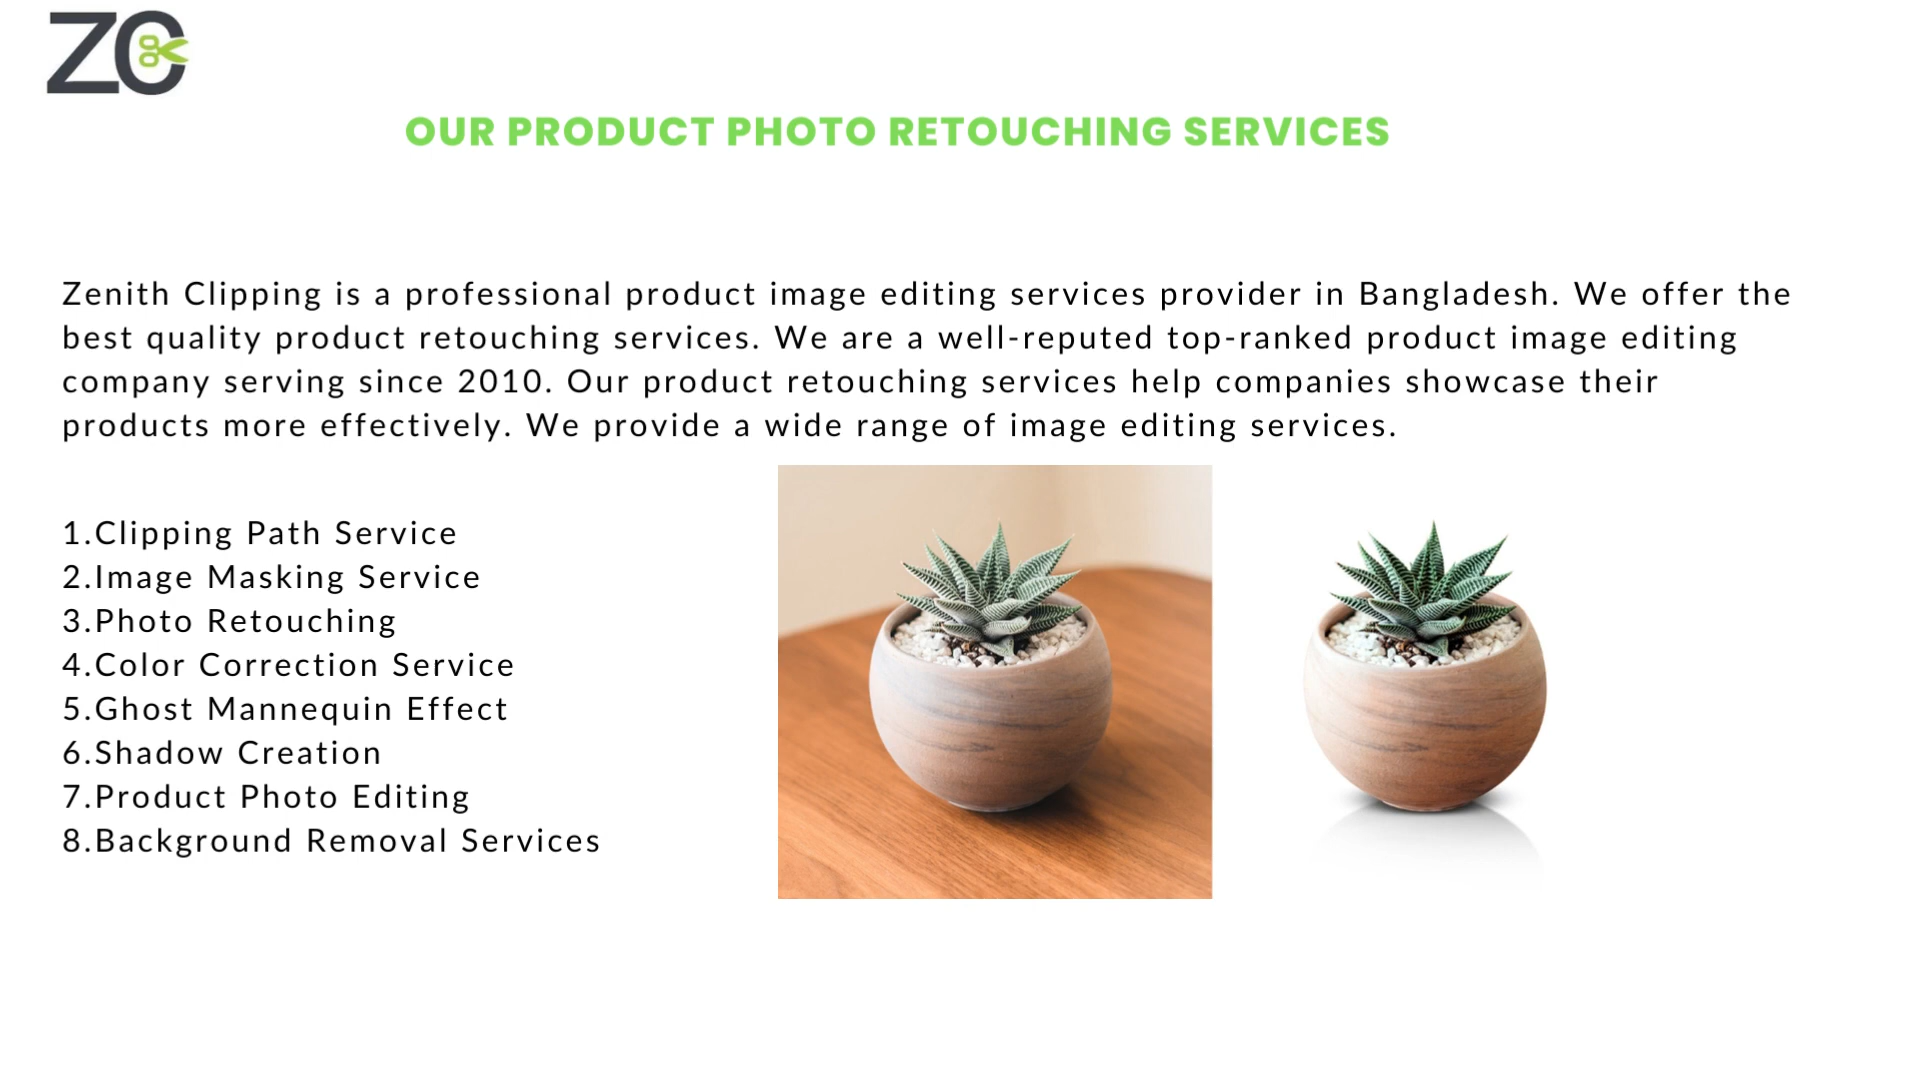 ZC
OUR PRODUCT PHOTO RETOUCHING SERVICES
Zenith Clipping is a professional product image editing services provider in Bangladesh. We offer the
best quality product retouching services. We are a well-reputed top-ranked product image editing
company serving since 2010. Our product retouching services help companies showcase their
products more effectively. We provide a wide range of image editing services.
1.Clipping Path Service
2.Image Masking Service
3.Photo Retouching
4.Color Correction Service
5.Ghost Mannequin Effect
6.Shadow Creation
7.Product Photo Editing
8.Background Removal Services